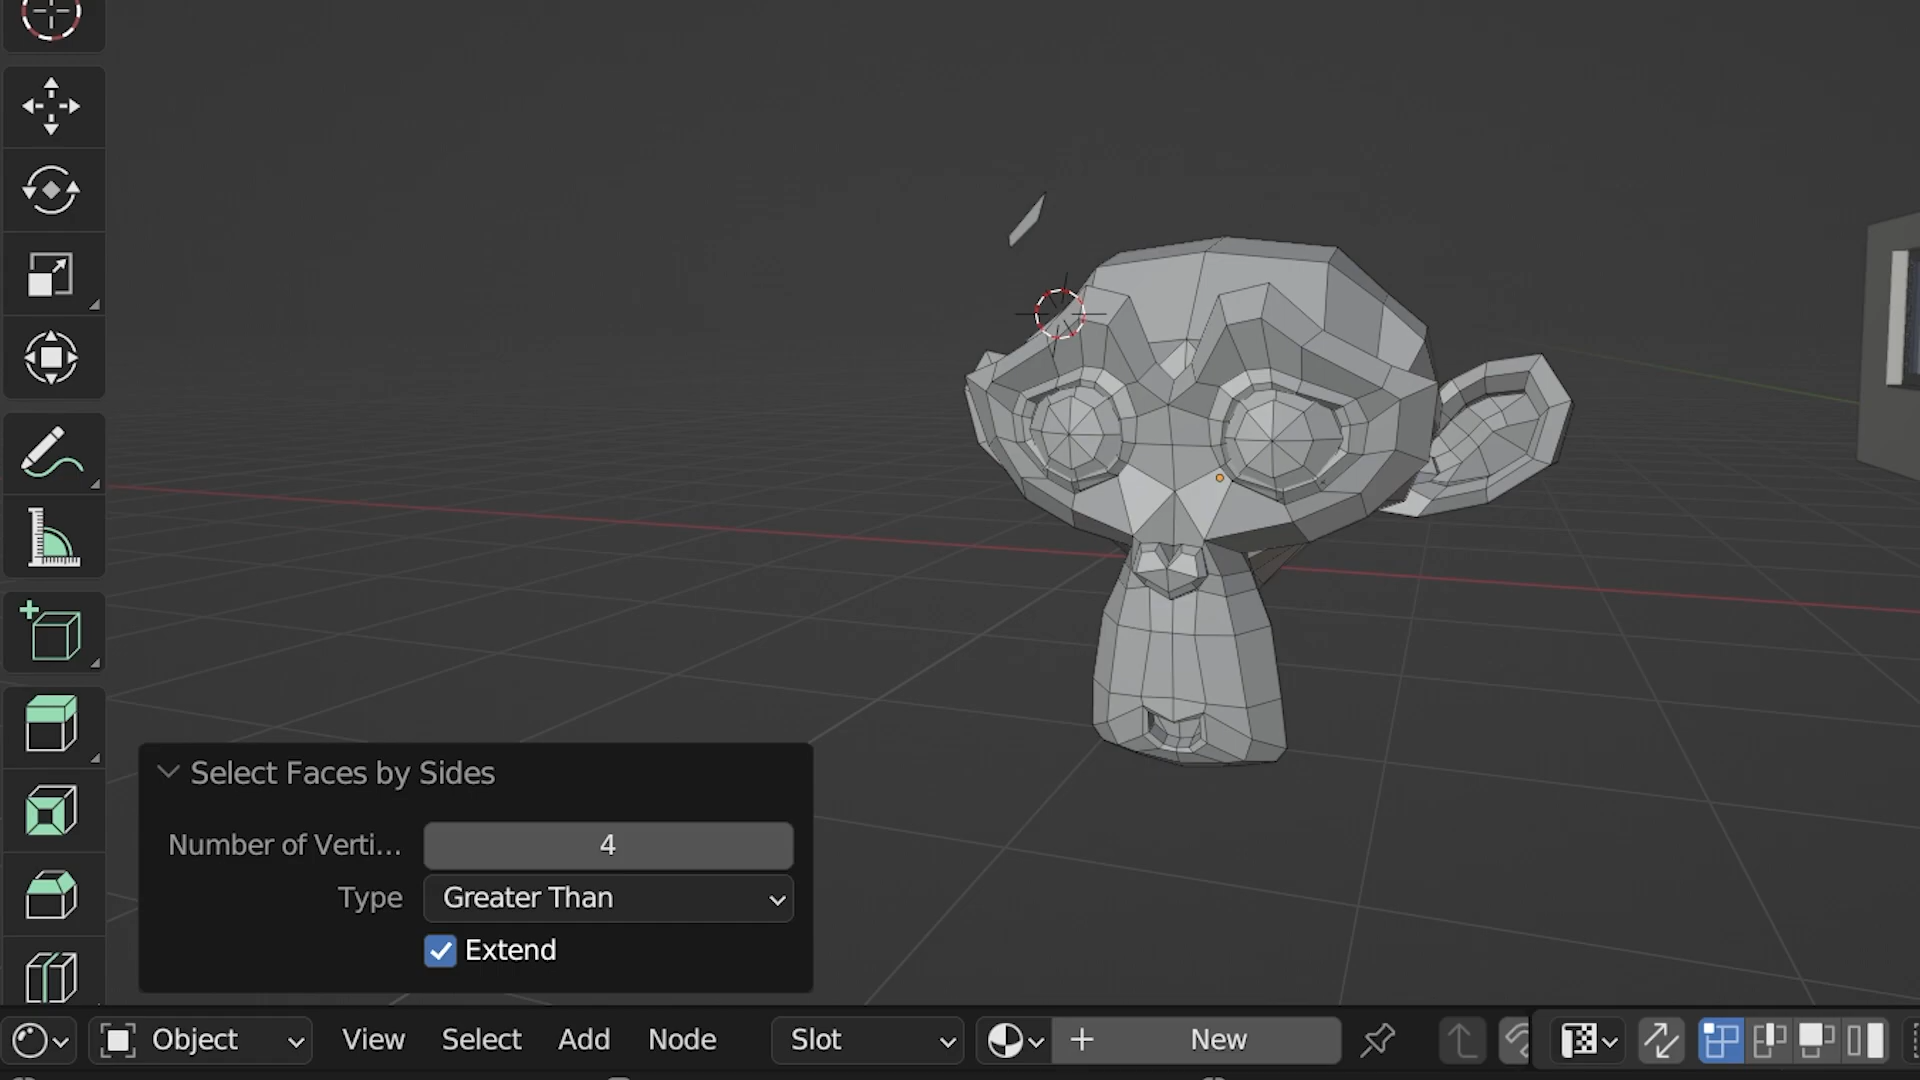 Select Faces by Sides
Number of Verti... 4
Type Greater Than
Extend
Object View Select Add Node Slot New